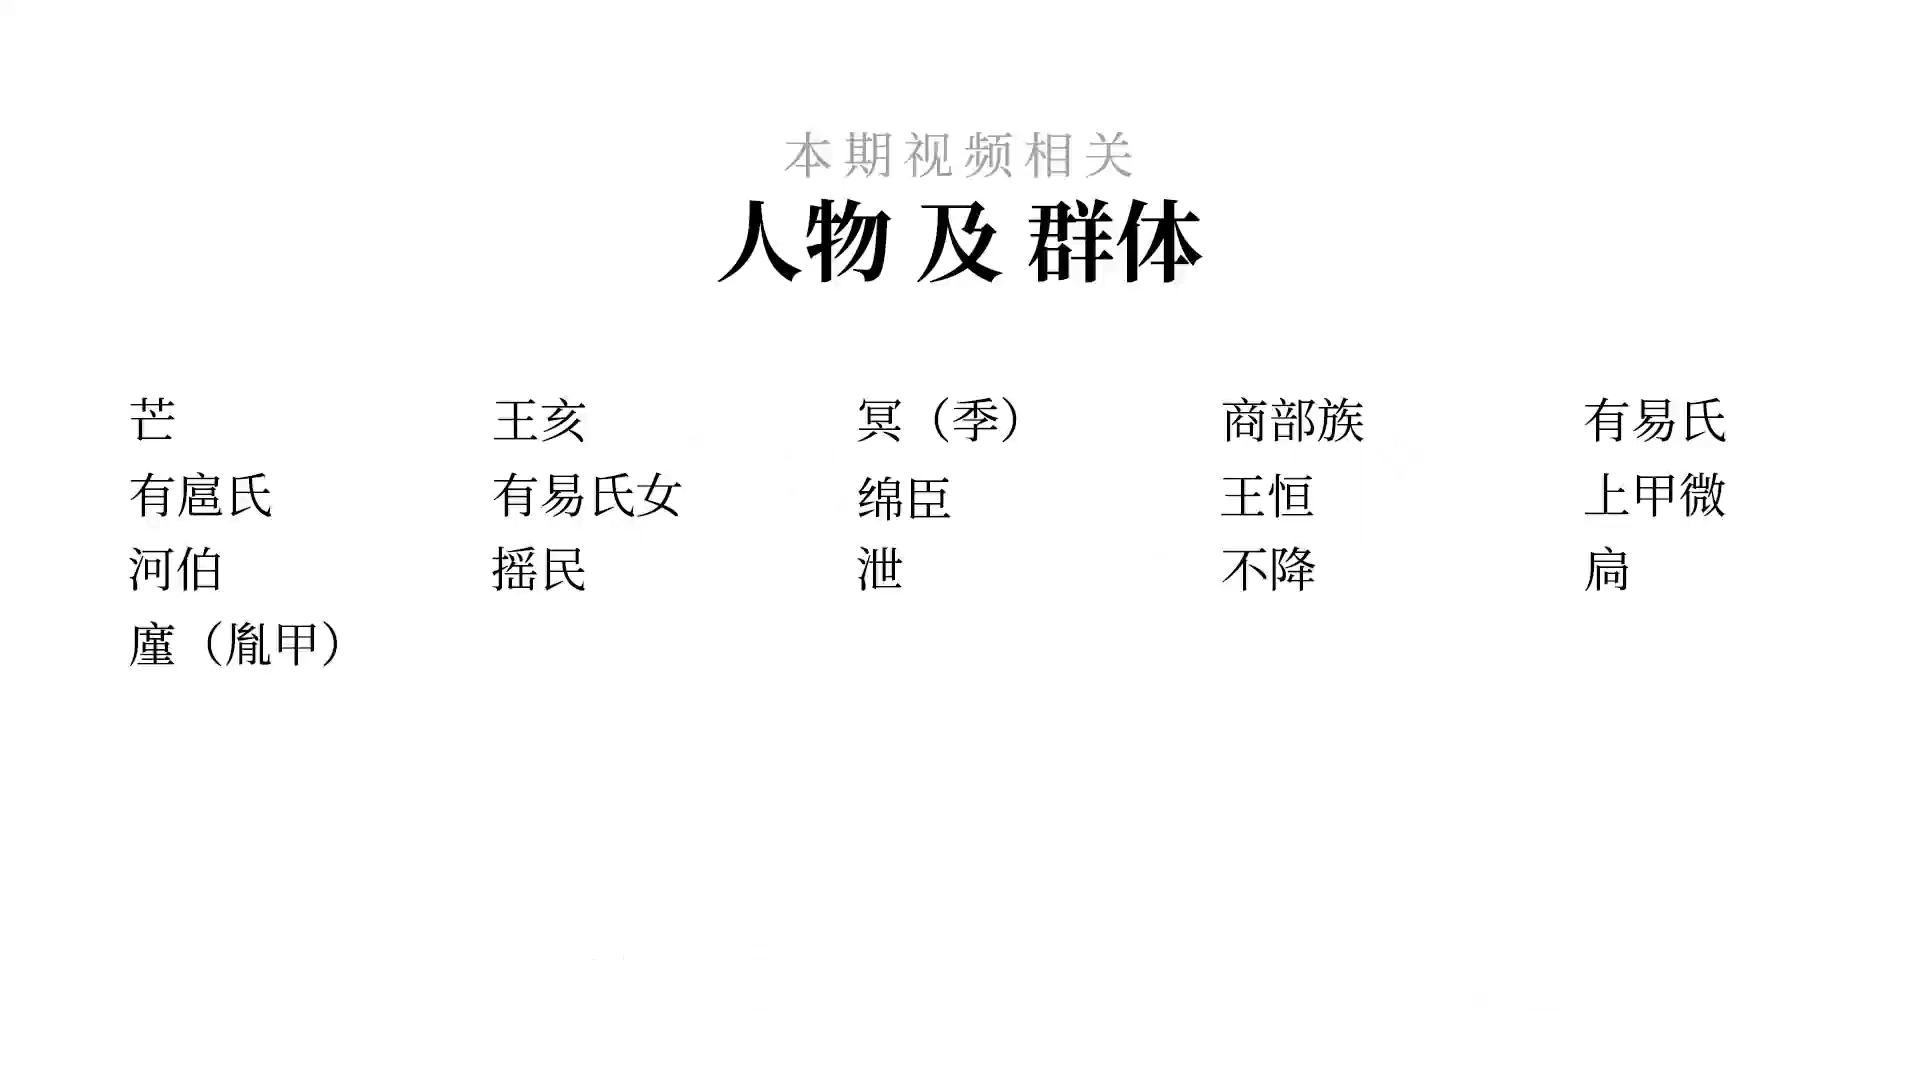 本期视频相关
人物 及 群体
芒 王亥 冥（季） 商部族 有易氏
有扈氏 有易氏女 绵臣 王恒 上甲微
河伯 摇民 泄 不降 扃
廑（胤甲）